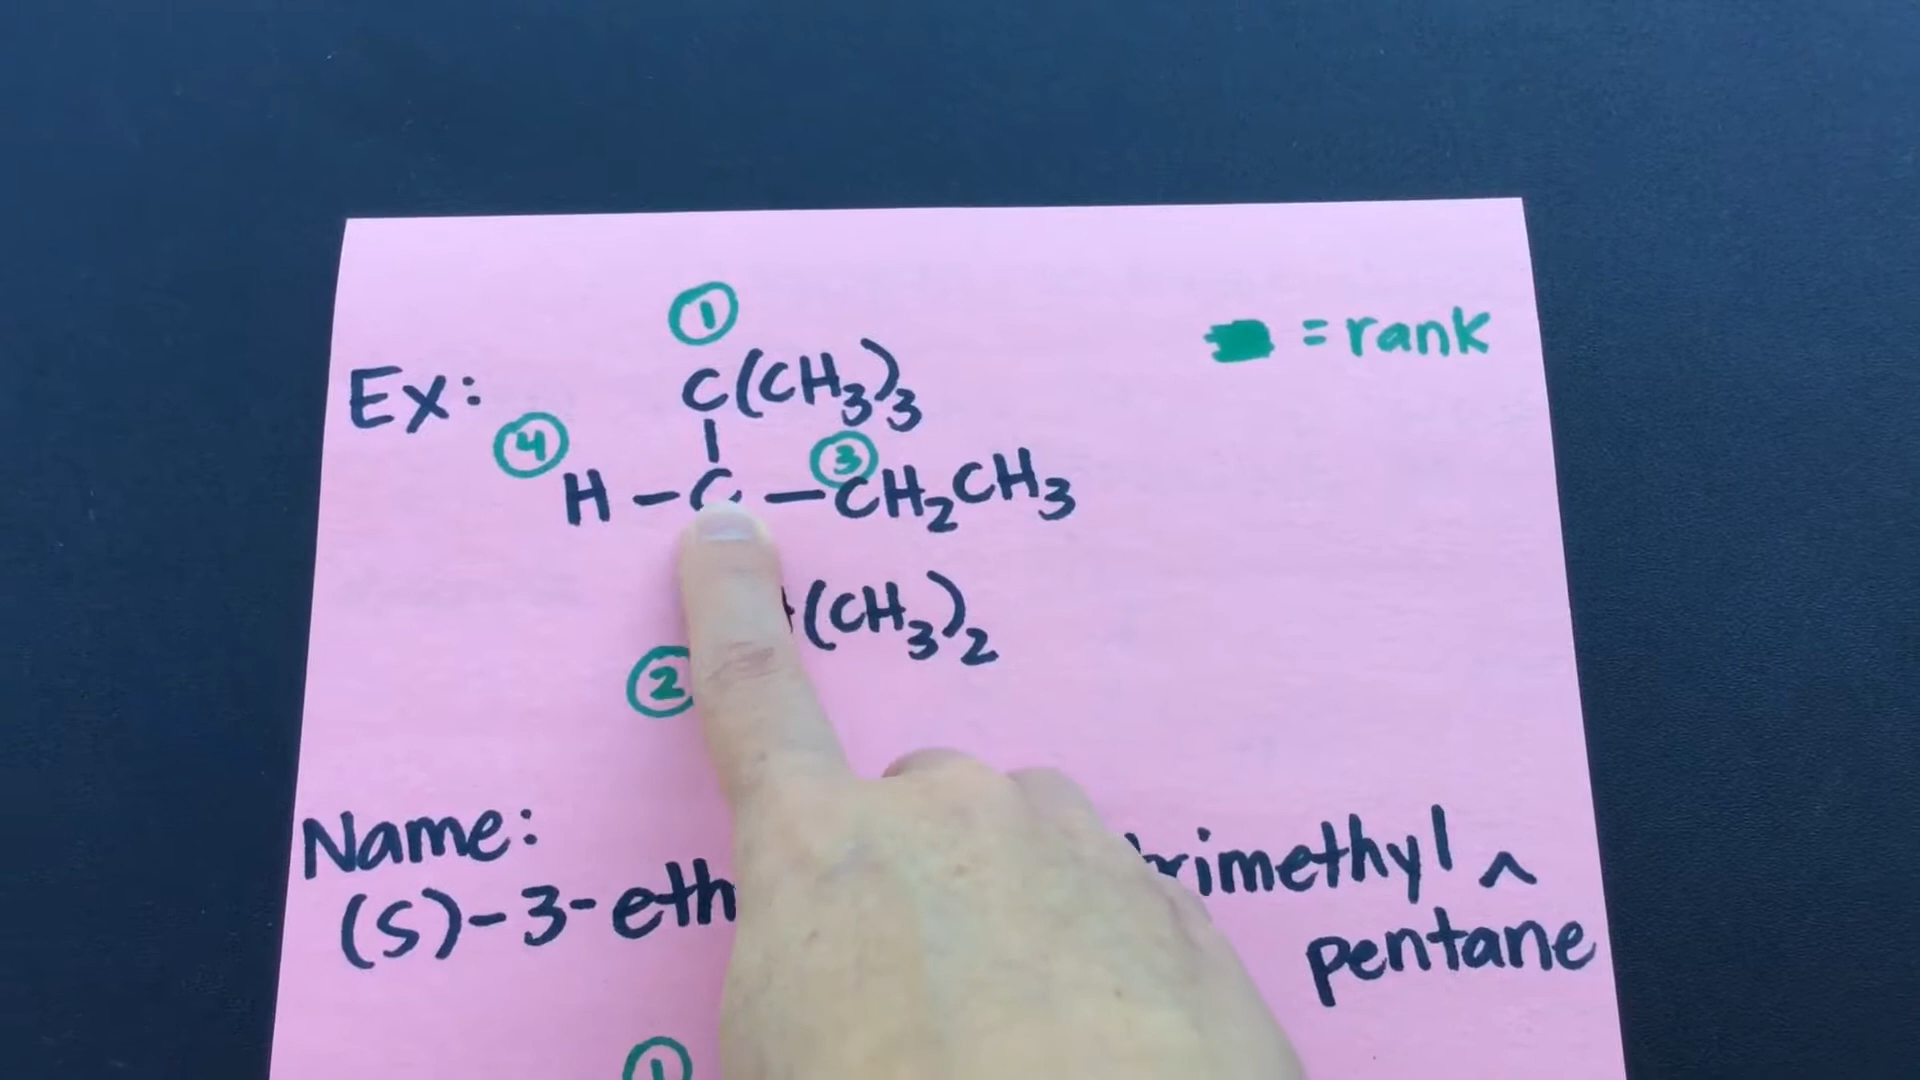 ①
= rank
Ex: C(CH₃)₃
④ ③
H-C-CH₂CH₃
(CH₃)₂
②
Name:
(S)-3-eth rimethyl ^
pentane
①